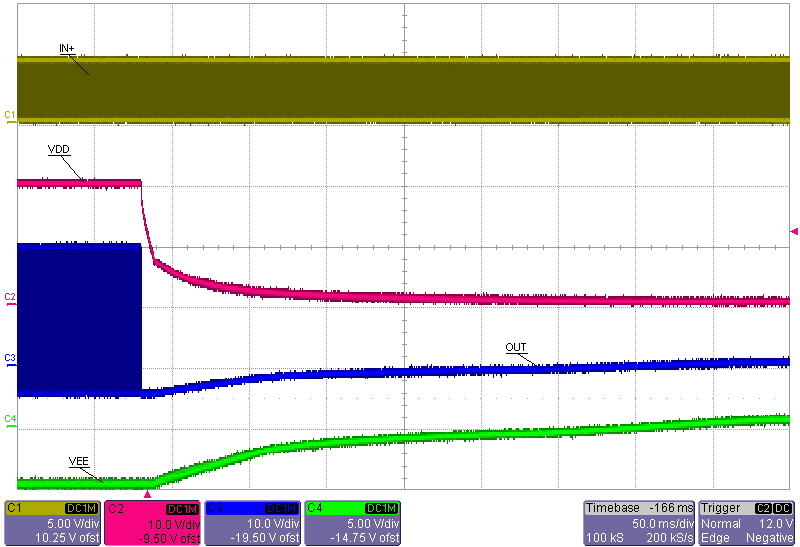 IN+
C1
VDD
C2
C3
OUT
C4
VEE
C1 DC1M
5.00 V/div
10.25 V ofst
C2 DC1M
10.0 V/div
-9.50 V ofst
C3 DC1M
10.0 V/div
-19.50 V ofst
C4 DC1M
5.00 V/div
-14.75 V ofst
Timebase -166 ms
50.0 ms/div
100 kS 200 kS/s
Trigger C2 DC
Normal 12.0 V
Edge Negative